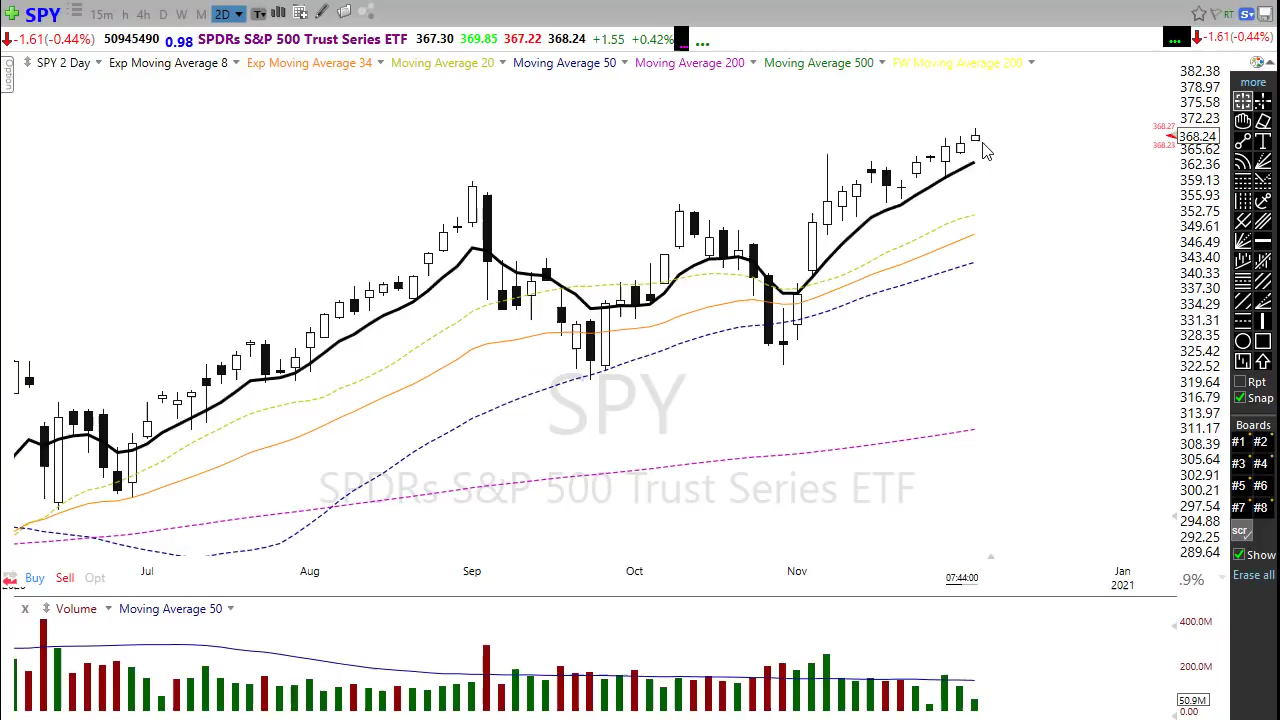 SPY 15m h 4h D W M 2D T RT S
-1.61(-0.44%) 50945490 0.98 SPDRs S&P 500 Trust Series ETF 367.30 369.85 367.22 368.24 +1.55 +0.42% ... ... -1.61(-0.44%)
Option
SPY 2 Day Exp Moving Average 8 Exp Moving Average 34 Moving Average 20 Moving Average 50 Moving Average 200 Moving Average 500 FW Moving Average 200
382.38
378.97
375.58
372.23
368.27
368.24
368.23
365.62
362.36
359.13
355.93
352.75
349.61
346.49
343.40
340.33
337.30
334.29
331.31
328.35
325.42
322.52
319.64
316.79
313.97
311.17
308.39
305.64
302.91
300.21
297.54
294.88
292.25
289.64
SPY
SPDRs S&P 500 Trust Series ETF
more
T
Rpt
Snap
Boards
#1 #2
#3 #4
#5 #6
#7 #8
scr
Show
Erase all
Jul Aug Sep Oct Nov Jan
2021
07:44:00
Buy Sell Opt
.9%
x Volume Moving Average 50
400.0M
200.0M
50.9M
0.00